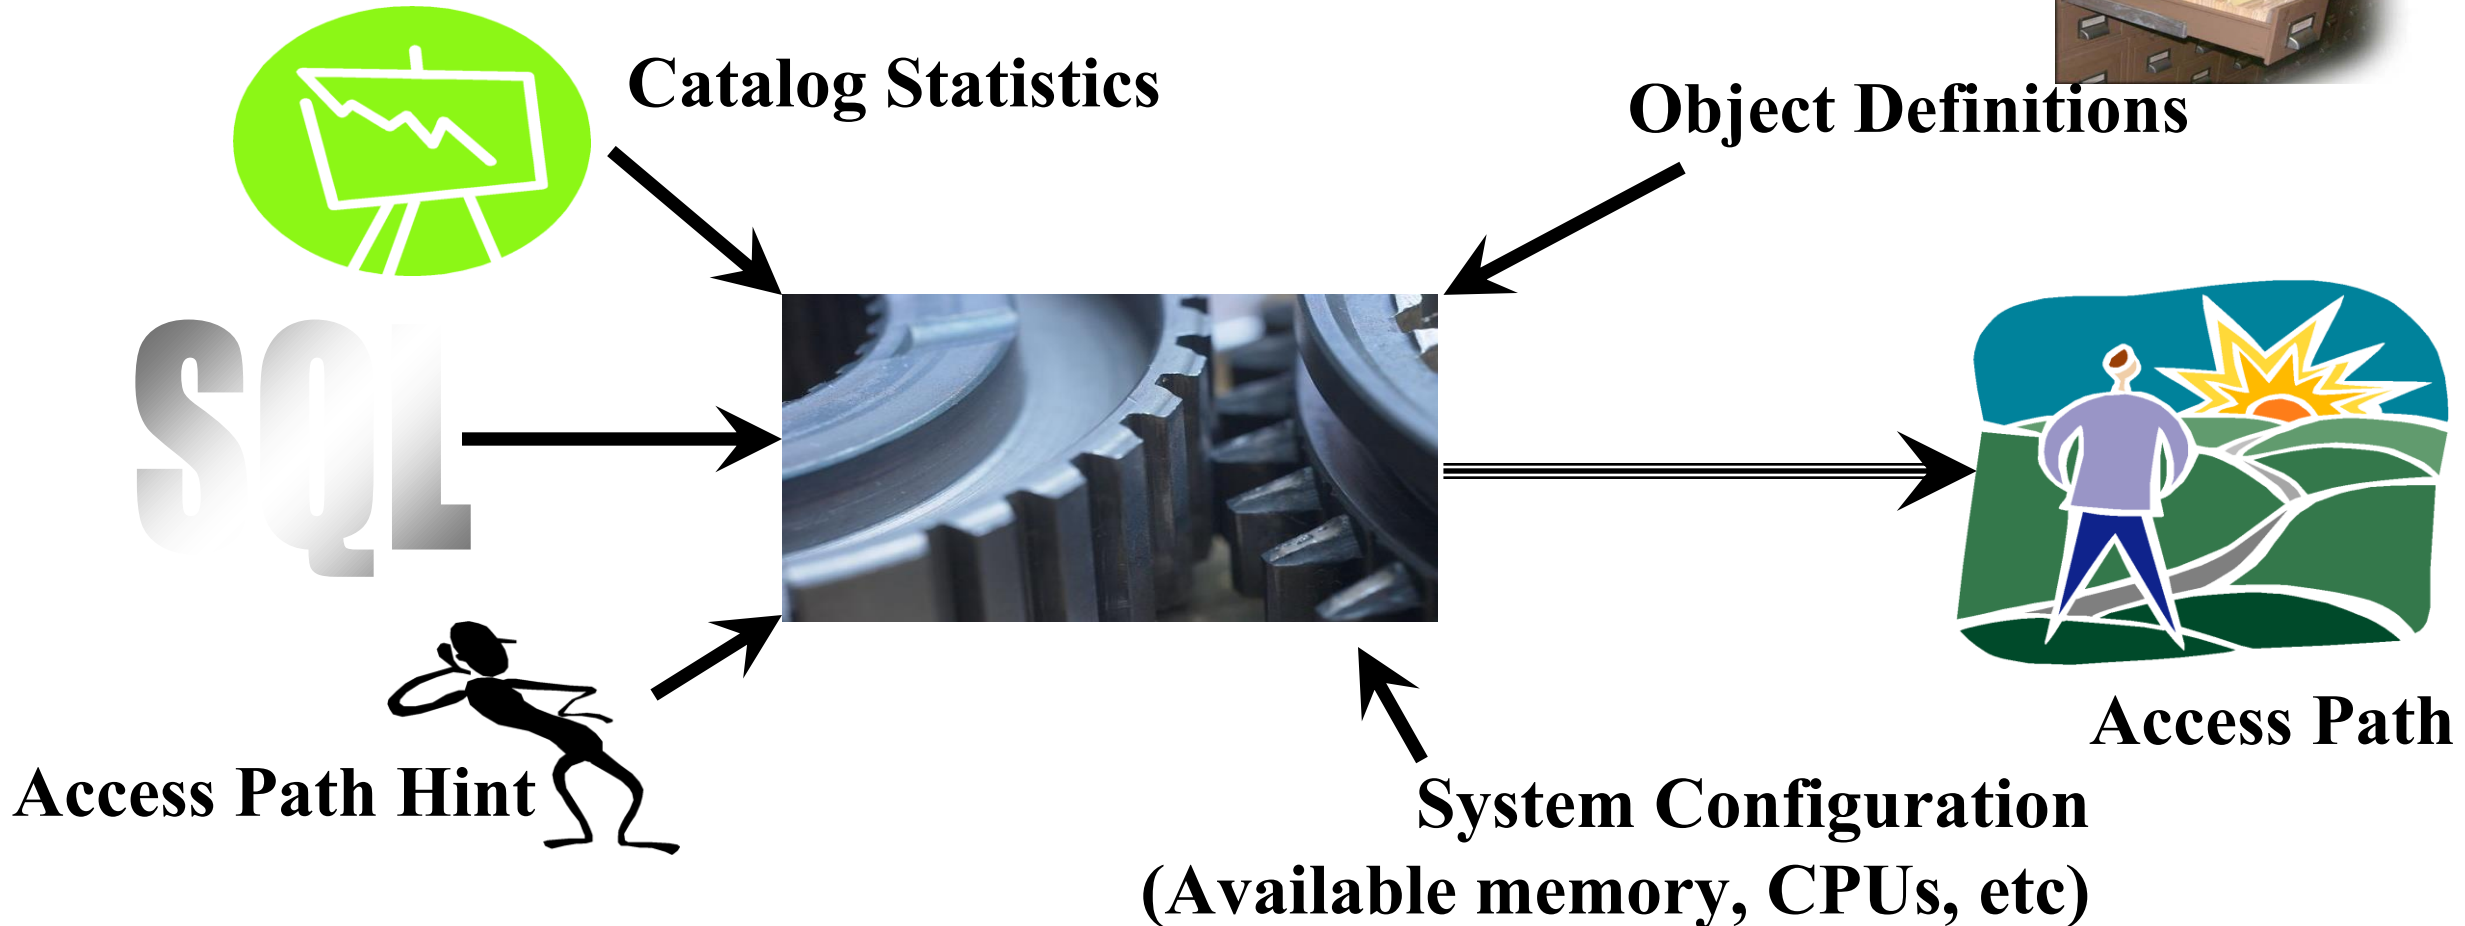 Catalog Statistics
Object Definitions
SQL
Access Path Hint
Access Path
System Configuration
(Available memory, CPUs, etc)